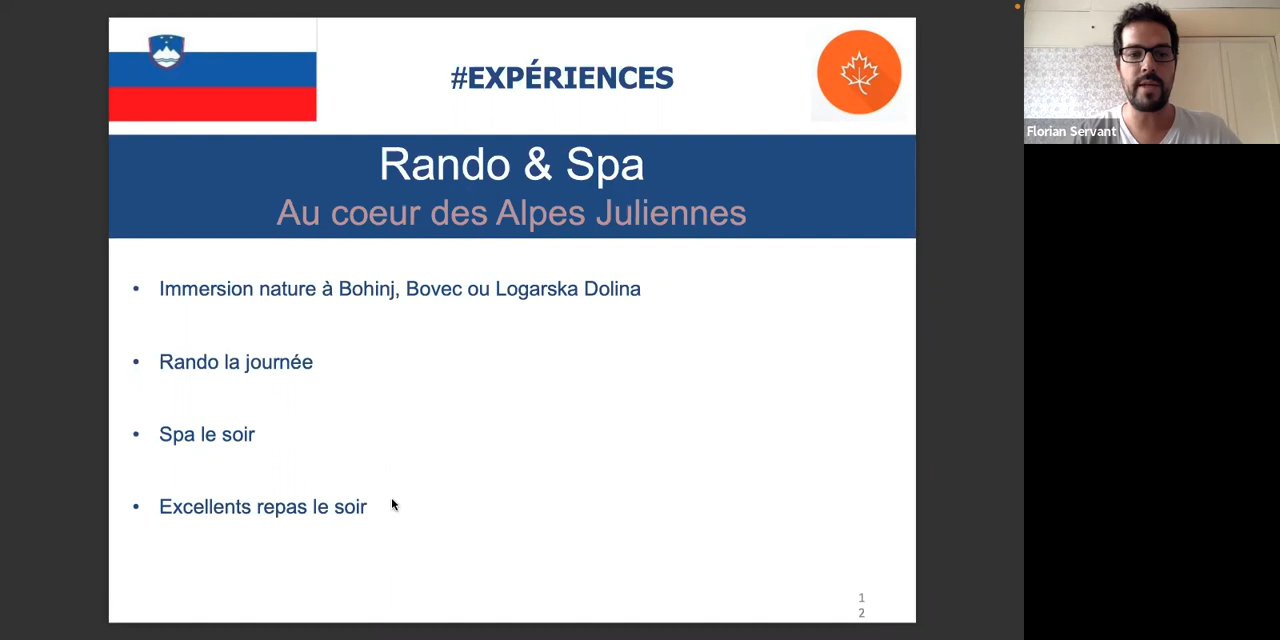 #EXPÉRIENCES
Rando & Spa
Au coeur des Alpes Juliennes
• Immersion nature à Bohinj, Bovec ou Logarska Dolina
• Rando la journée
• Spa le soir
• Excellents repas le soir
1
2
Florian Servant